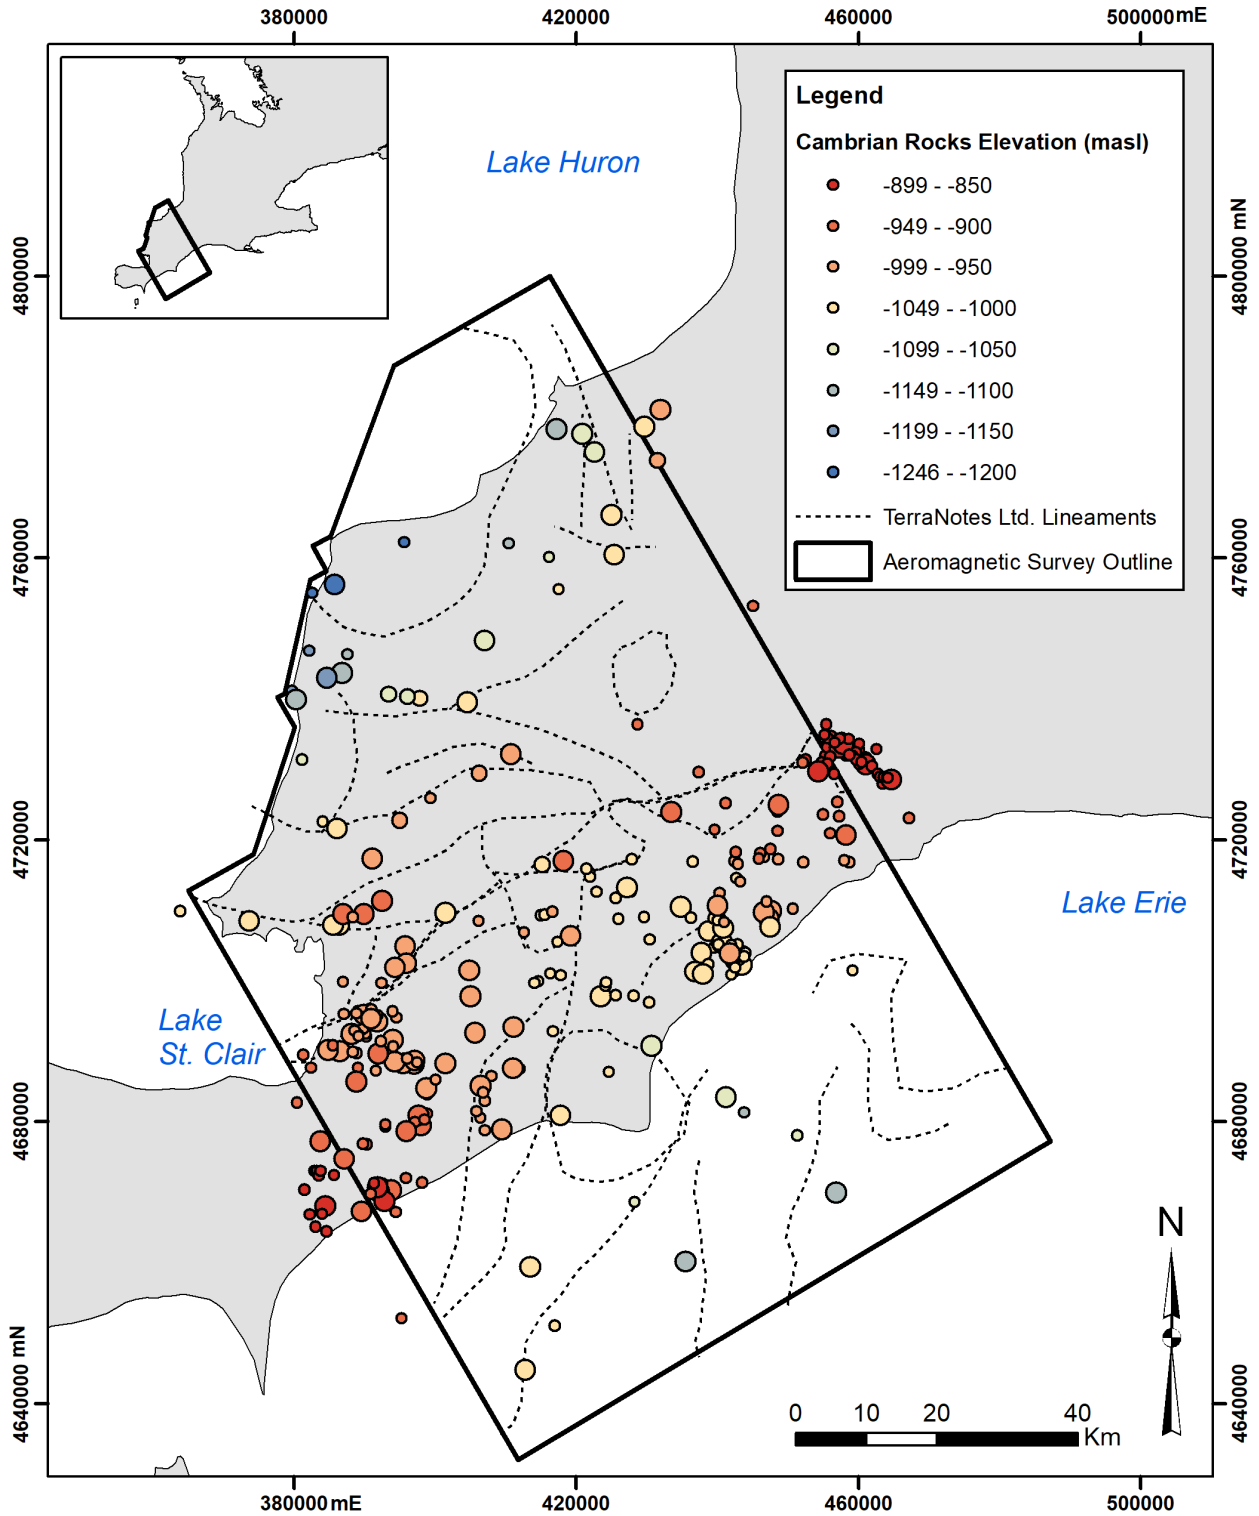 380000
420000
460000
500000mE
Legend
Cambrian Rocks Elevation (masl)
-899 - -850
-949 - -900
-999 - -950
-1049 - -1000
-1099 - -1050
-1149 - -1100
-1199 - -1150
-1246 - -1200
TerraNotes Ltd. Lineaments
Aeromagnetic Survey Outline
Lake Huron
4800000
4800000 mN
4760000
4760000
4720000
4720000
Lake Erie
Lake
St. Clair
4680000
4680000
N
4640000 mN
4640000
0 10 20 40
Km
380000mE
420000
460000
500000